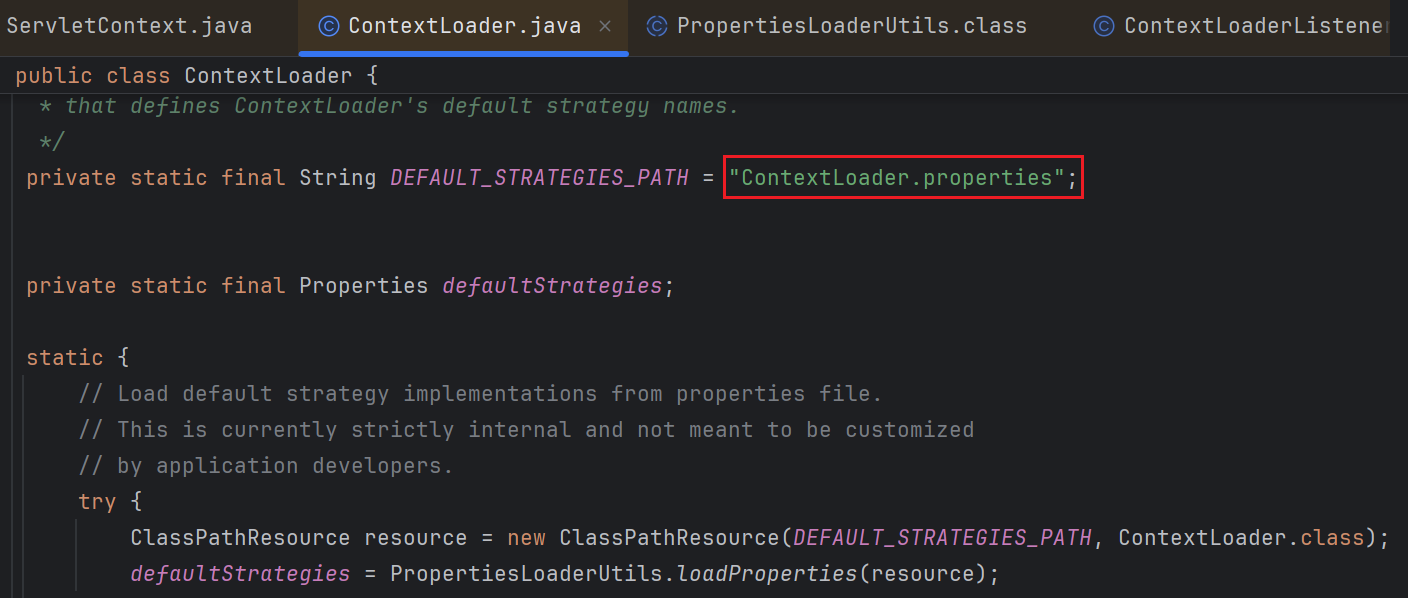 ServletContext.java ContextLoader.java × PropertiesLoaderUtils.class ContextLoaderListener
public class ContextLoader {
* that defines ContextLoader's default strategy names.
*/
private static final String DEFAULT_STRATEGIES_PATH = "ContextLoader.properties";
private static final Properties defaultStrategies;
static {
// Load default strategy implementations from properties file.
// This is currently strictly internal and not meant to be customized
// by application developers.
try {
ClassPathResource resource = new ClassPathResource(DEFAULT_STRATEGIES_PATH, ContextLoader.class);
defaultStrategies = PropertiesLoaderUtils.loadProperties(resource);